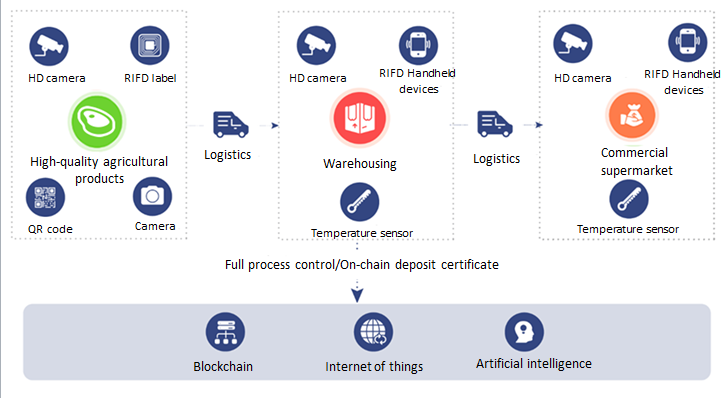 HD camera
RIFD label
High-quality agricultural
products
QR code
Camera
Logistics
HD camera
RIFD Handheld
devices
Warehousing
Temperature sensor
Logistics
HD camera
RIFD Handheld
devices
Commercial
supermarket
Temperature sensor
Full process control/On-chain deposit certificate
Blockchain
Internet of things
Artificial intelligence